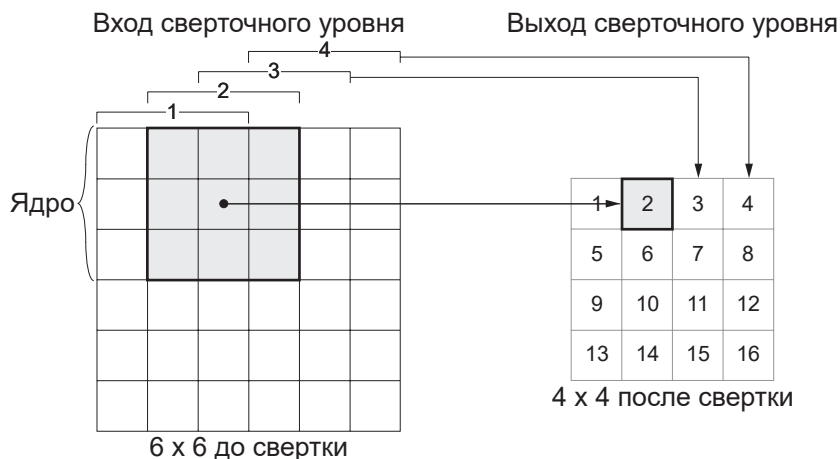 Вход сверточного уровня
Выход сверточного уровня
4
3
2
1
Ядро
1 2 3 4
5 6 7 8
9 10 11 12
13 14 15 16
4 x 4 после свертки
6 x 6 до свертки